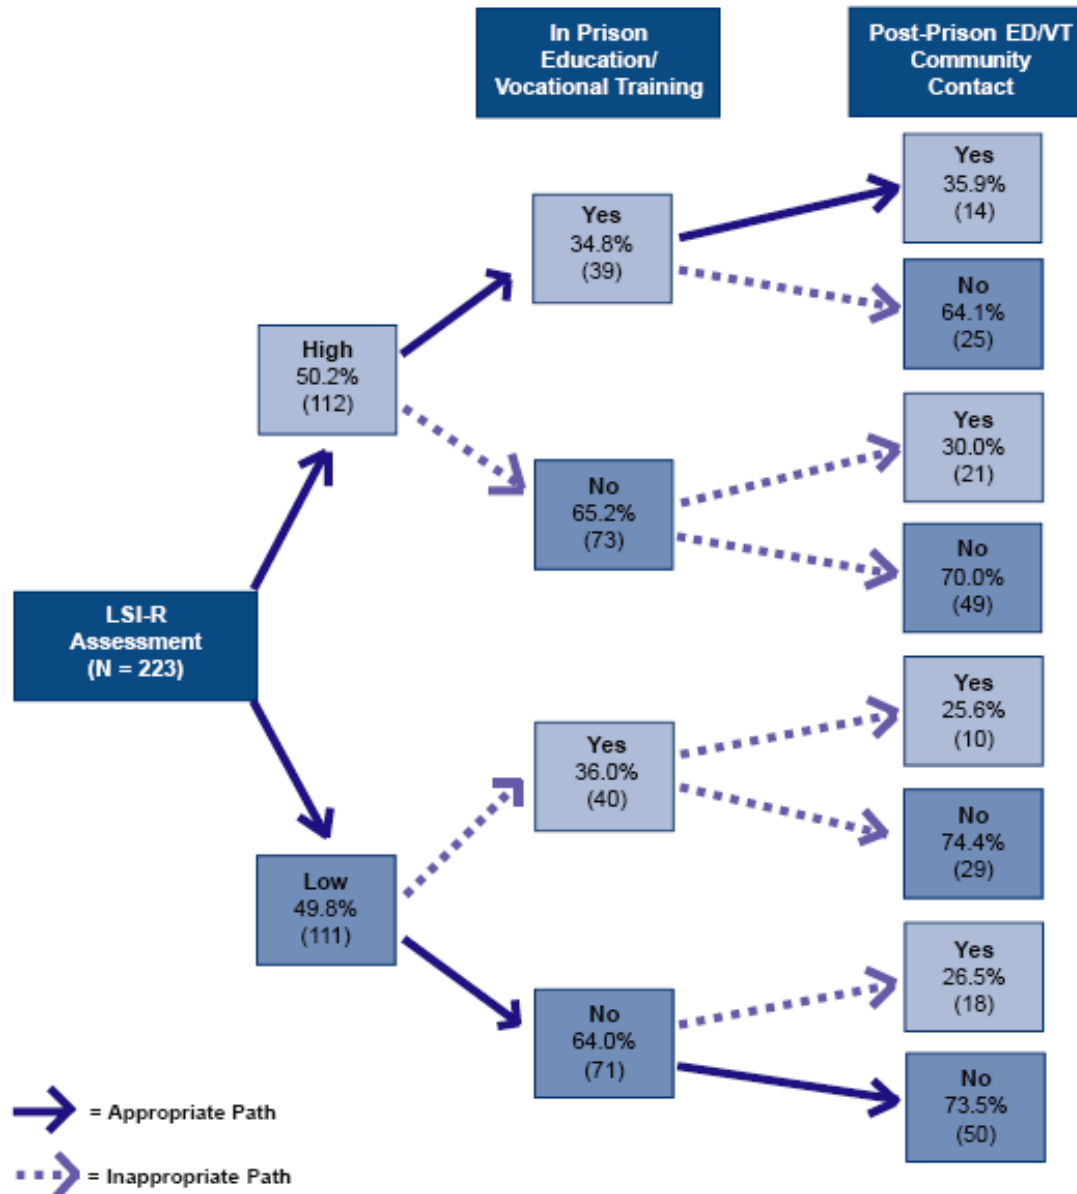 In Prison
Education/
Vocational Training
Post-Prison ED/VT
Community
Contact
Yes
35.9%
(14)
Yes
34.8%
(39)
No
64.1%
(25)
High
50.2%
(112)
Yes
30.0%
(21)
No
65.2%
(73)
No
70.0%
(49)
LSI-R
Assessment
(N = 223)
Yes
25.6%
(10)
Yes
36.0%
(40)
No
74.4%
(29)
Low
49.8%
(111)
Yes
26.5%
(18)
No
64.0%
(71)
No
73.5%
(50)
= Appropriate Path
= Inappropriate Path